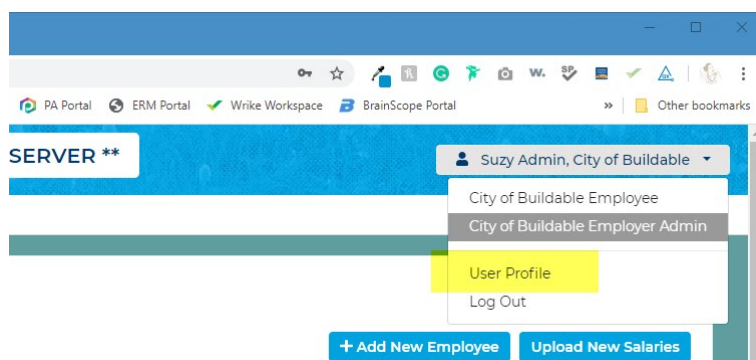 W. SP
PA Portal ERM Portal Wrike Workspace BrainScope Portal » Other bookmarks
SERVER ** Suzy Admin, City of Buildable
City of Buildable Employee
City of Buildable Employer Admin
User Profile
Log Out
+ Add New Employee Upload New Salaries